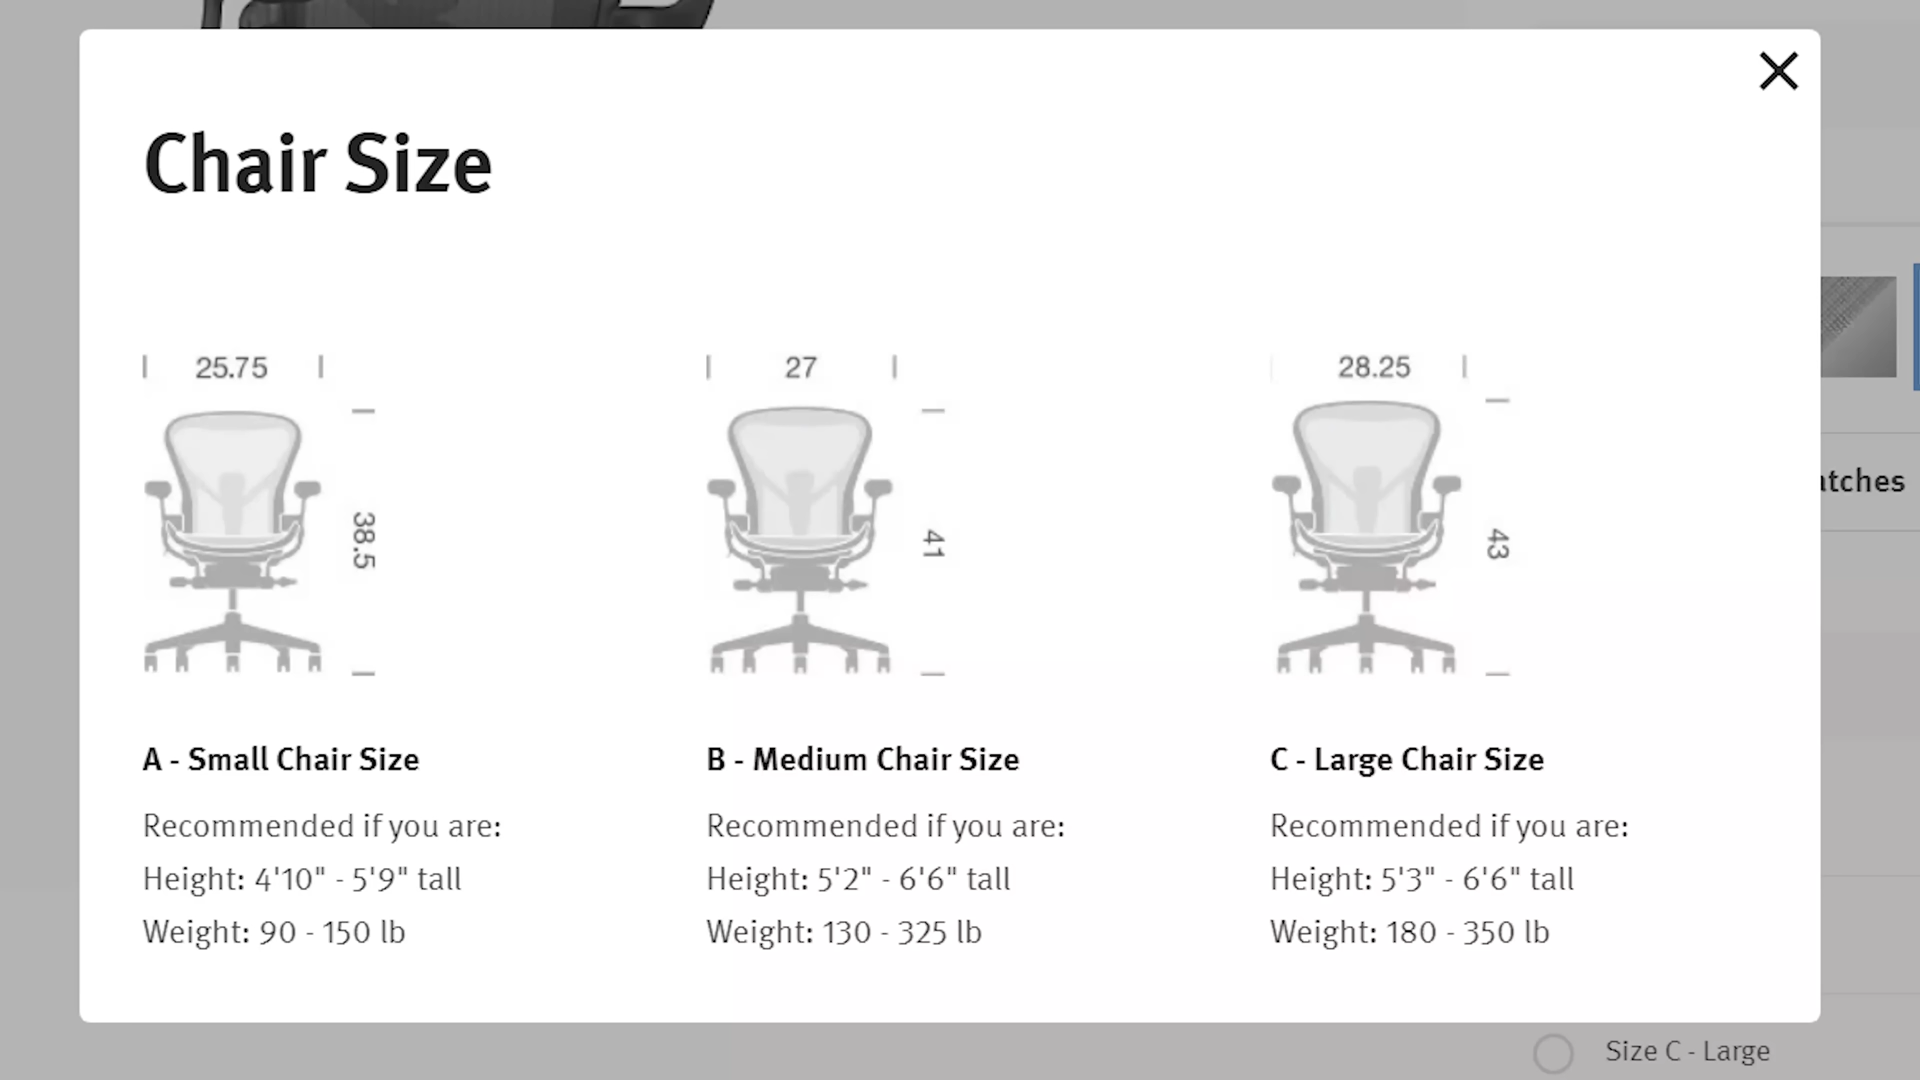 Chair Size
25.75
38.5
27
41
28.25
43
A - Small Chair Size
Recommended if you are:
Height: 4'10" - 5'9" tall
Weight: 90 - 150 lb
B - Medium Chair Size
Recommended if you are:
Height: 5'2" - 6'6" tall
Weight: 130 - 325 lb
C - Large Chair Size
Recommended if you are:
Height: 5'3" - 6'6" tall
Weight: 180 - 350 lb
Size C - Large